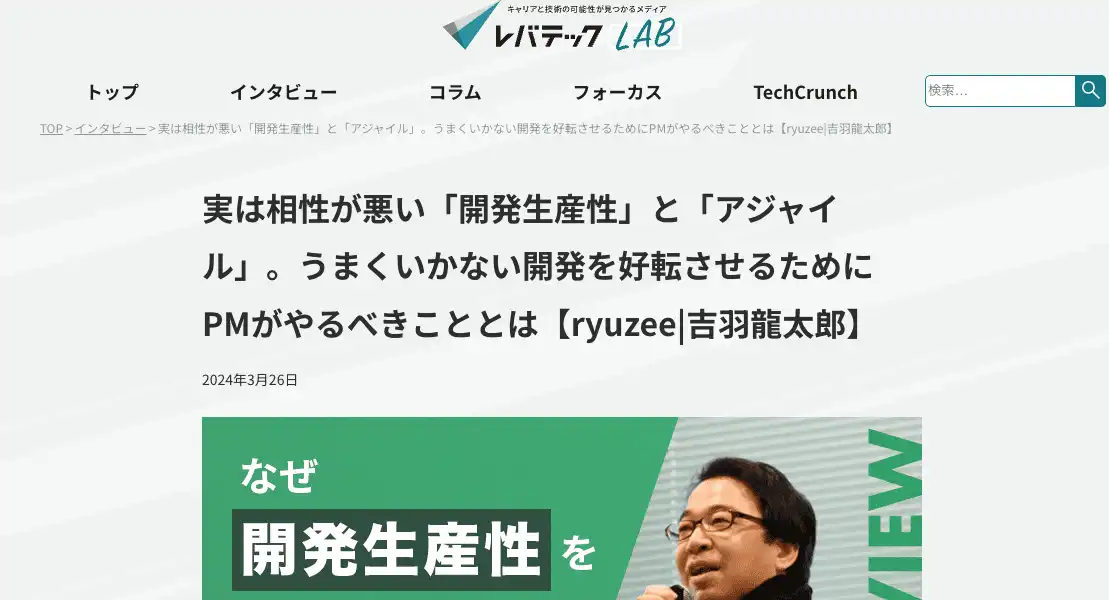 キャリアと技術の可能性が見つかるメディア
レバテック LAB
トップ インタビュー コラム フォーカス TechCrunch 検索…
TOP > インタビュー > 実は相性が悪い「開発生産性」と「アジャイル」。うまくいかない開発を好転させるためにPMがやるべきこととは【ryuzee|吉羽龍太郎】
実は相性が悪い「開発生産性」と「アジャイ
ル」。うまくいかない開発を好転させるために
PMがやるべきこととは【ryuzee|吉羽龍太郎】
2024年3月26日
なぜ
開発生産性 を
VIEW